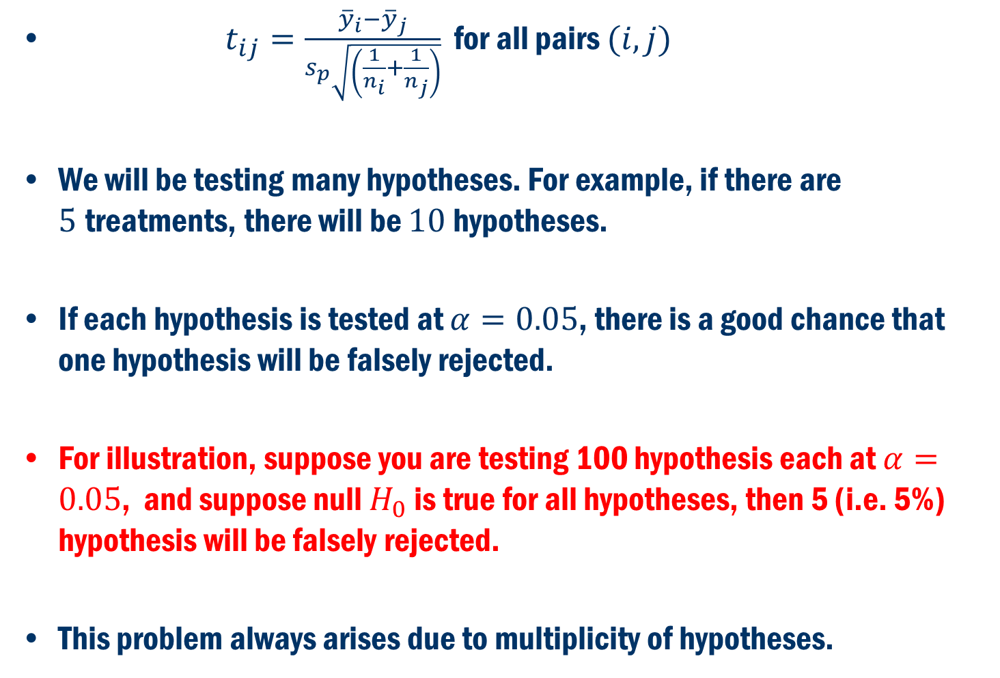 • t_{ij} = \frac{\bar{y}_i - \bar{y}_j}{s_p\sqrt{\left(\frac{1}{n_i}+\frac{1}{n_j}\right)}} for all pairs (i, j)
• We will be testing many hypotheses. For example, if there are
5 treatments, there will be 10 hypotheses.
• If each hypothesis is tested at α = 0.05, there is a good chance that
one hypothesis will be falsely rejected.
• For illustration, suppose you are testing 100 hypothesis each at α =
0.05, and suppose null H₀ is true for all hypotheses, then 5 (i.e. 5%)
hypothesis will be falsely rejected.
• This problem always arises due to multiplicity of hypotheses.